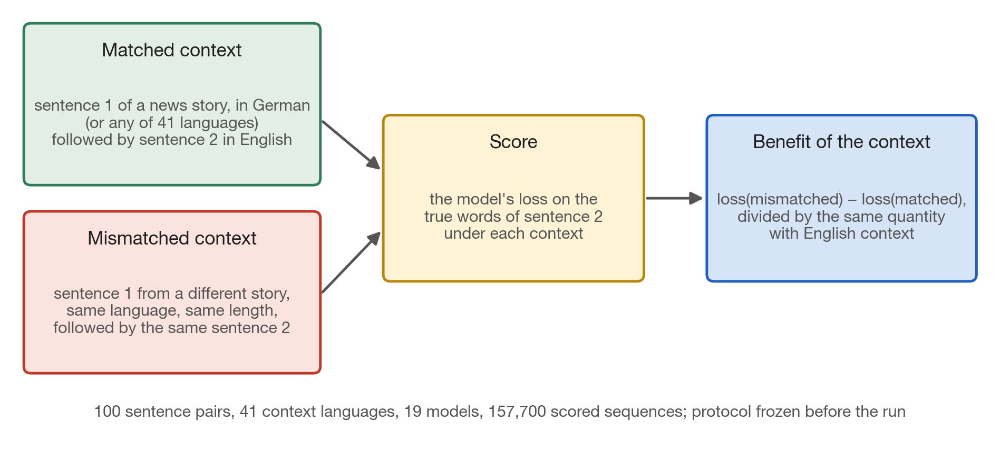 Matched context
sentence 1 of a news story, in German
(or any of 41 languages)
followed by sentence 2 in English
Mismatched context
sentence 1 from a different story,
same language, same length,
followed by the same sentence 2
Score
the model's loss on the
true words of sentence 2
under each context
Benefit of the context
loss(mismatched) – loss(matched),
divided by the same quantity
with English context
100 sentence pairs, 41 context languages, 19 models, 157,700 scored sequences; protocol frozen before the run